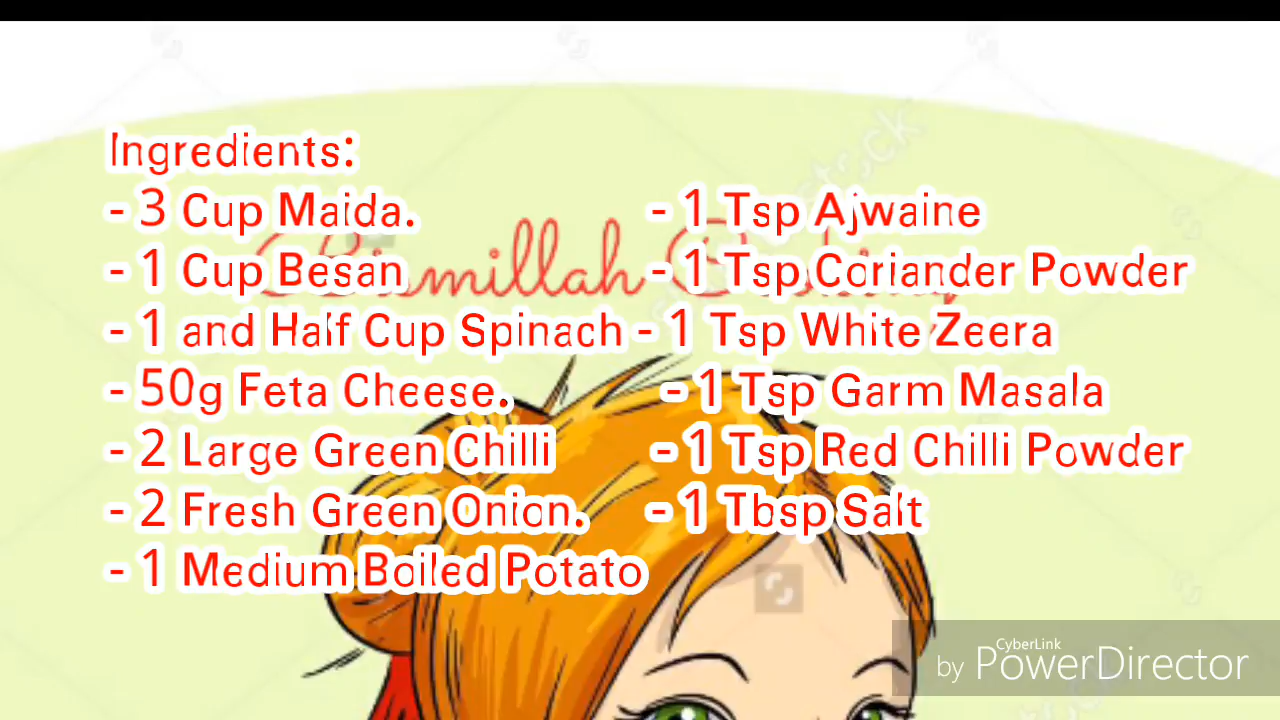 Ingredients:
- 3 Cup Maida. - 1 Tsp Ajwaine
- 1 Cup Besan - 1 Tsp Coriander Powder
- 1 and Half Cup Spinach - 1 Tsp White Zeera
- 50g Feta Cheese. - 1 Tsp Garm Masala
- 2 Large Green Chilli - 1 Tsp Red Chilli Powder
- 2 Fresh Green Onion. - 1 Tbsp Salt
- 1 Medium Boiled Potato
CyberLink
by PowerDirector